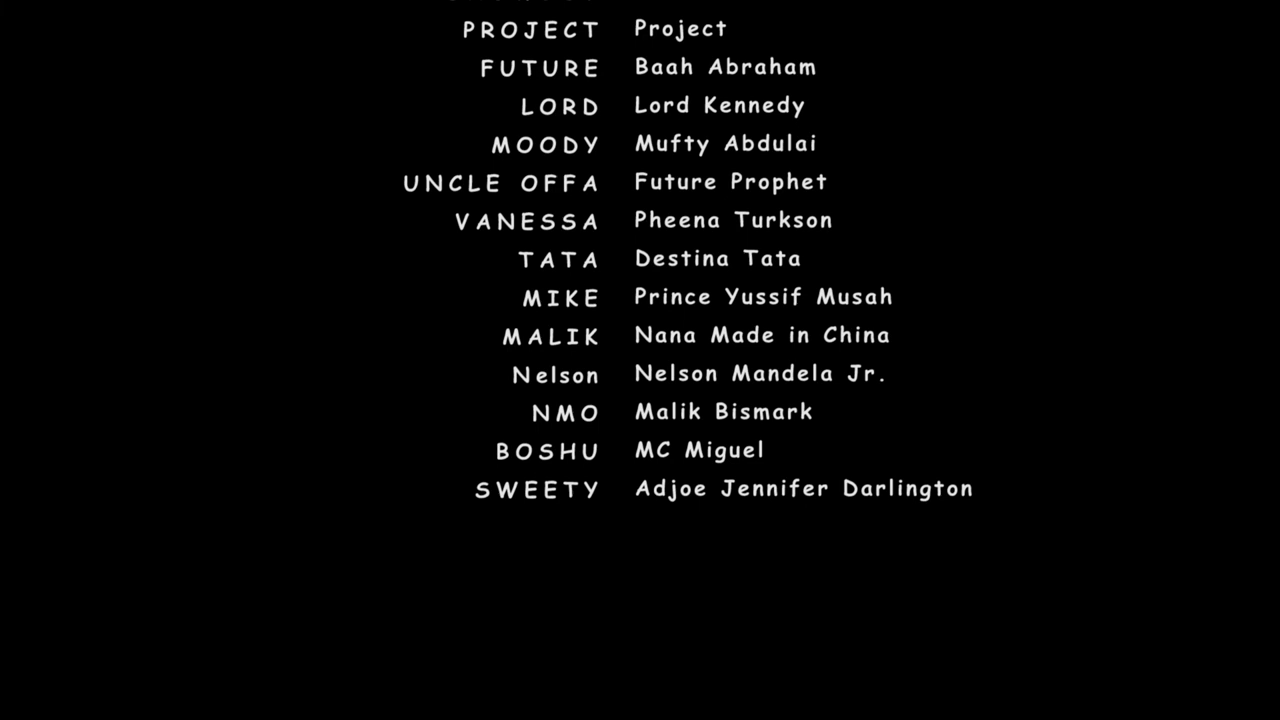 PROJECT Project
FUTURE Baah Abraham
LORD Lord Kennedy
MOODY Mufty Abdulai
UNCLE OFFA Future Prophet
VANESSA Pheena Turkson
TATA Destina Tata
MIKE Prince Yussif Musah
MALIK Nana Made in China
Nelson Nelson Mandela Jr.
NMO Malik Bismark
BOSHU MC Miguel
SWEETY Adjoe Jennifer Darlington